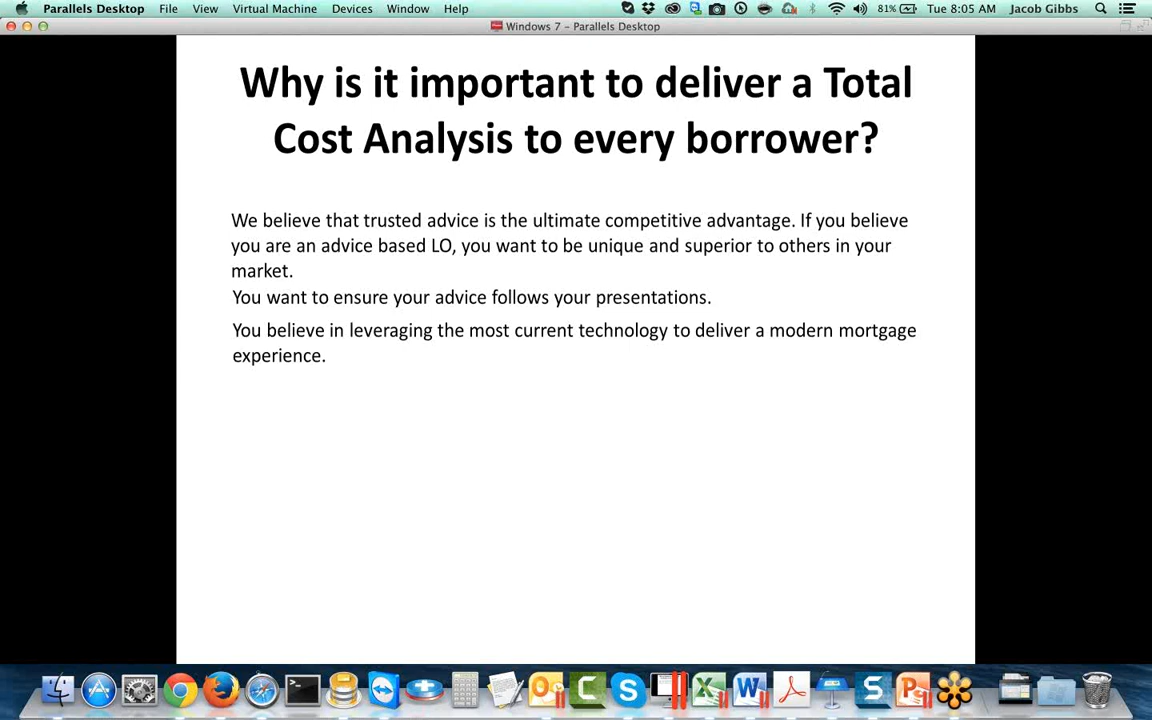 Parallels Desktop File View Virtual Machine Devices Window Help 81% Tue 8:05 AM Jacob Gibbs
Windows 7 - Parallels Desktop
Why is it important to deliver a Total
Cost Analysis to every borrower?
We believe that trusted advice is the ultimate competitive advantage. If you believe
you are an advice based LO, you want to be unique and superior to others in your
market.
You want to ensure your advice follows your presentations.
You believe in leveraging the most current technology to deliver a modern mortgage
experience.